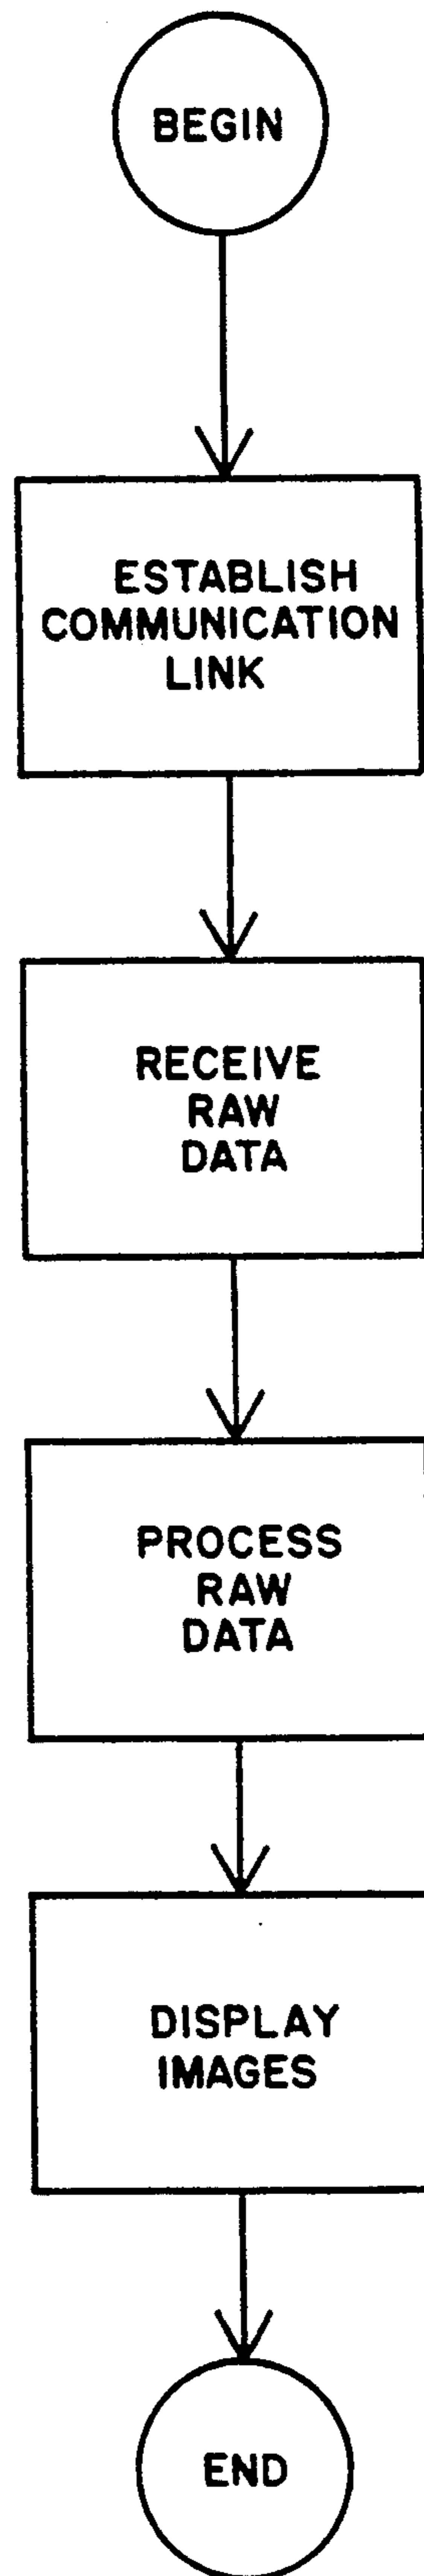 BEGIN
ESTABLISH
COMMUNICATION
LINK
RECEIVE
RAW
DATA
PROCESS
RAW
DATA
DISPLAY
IMAGES
END